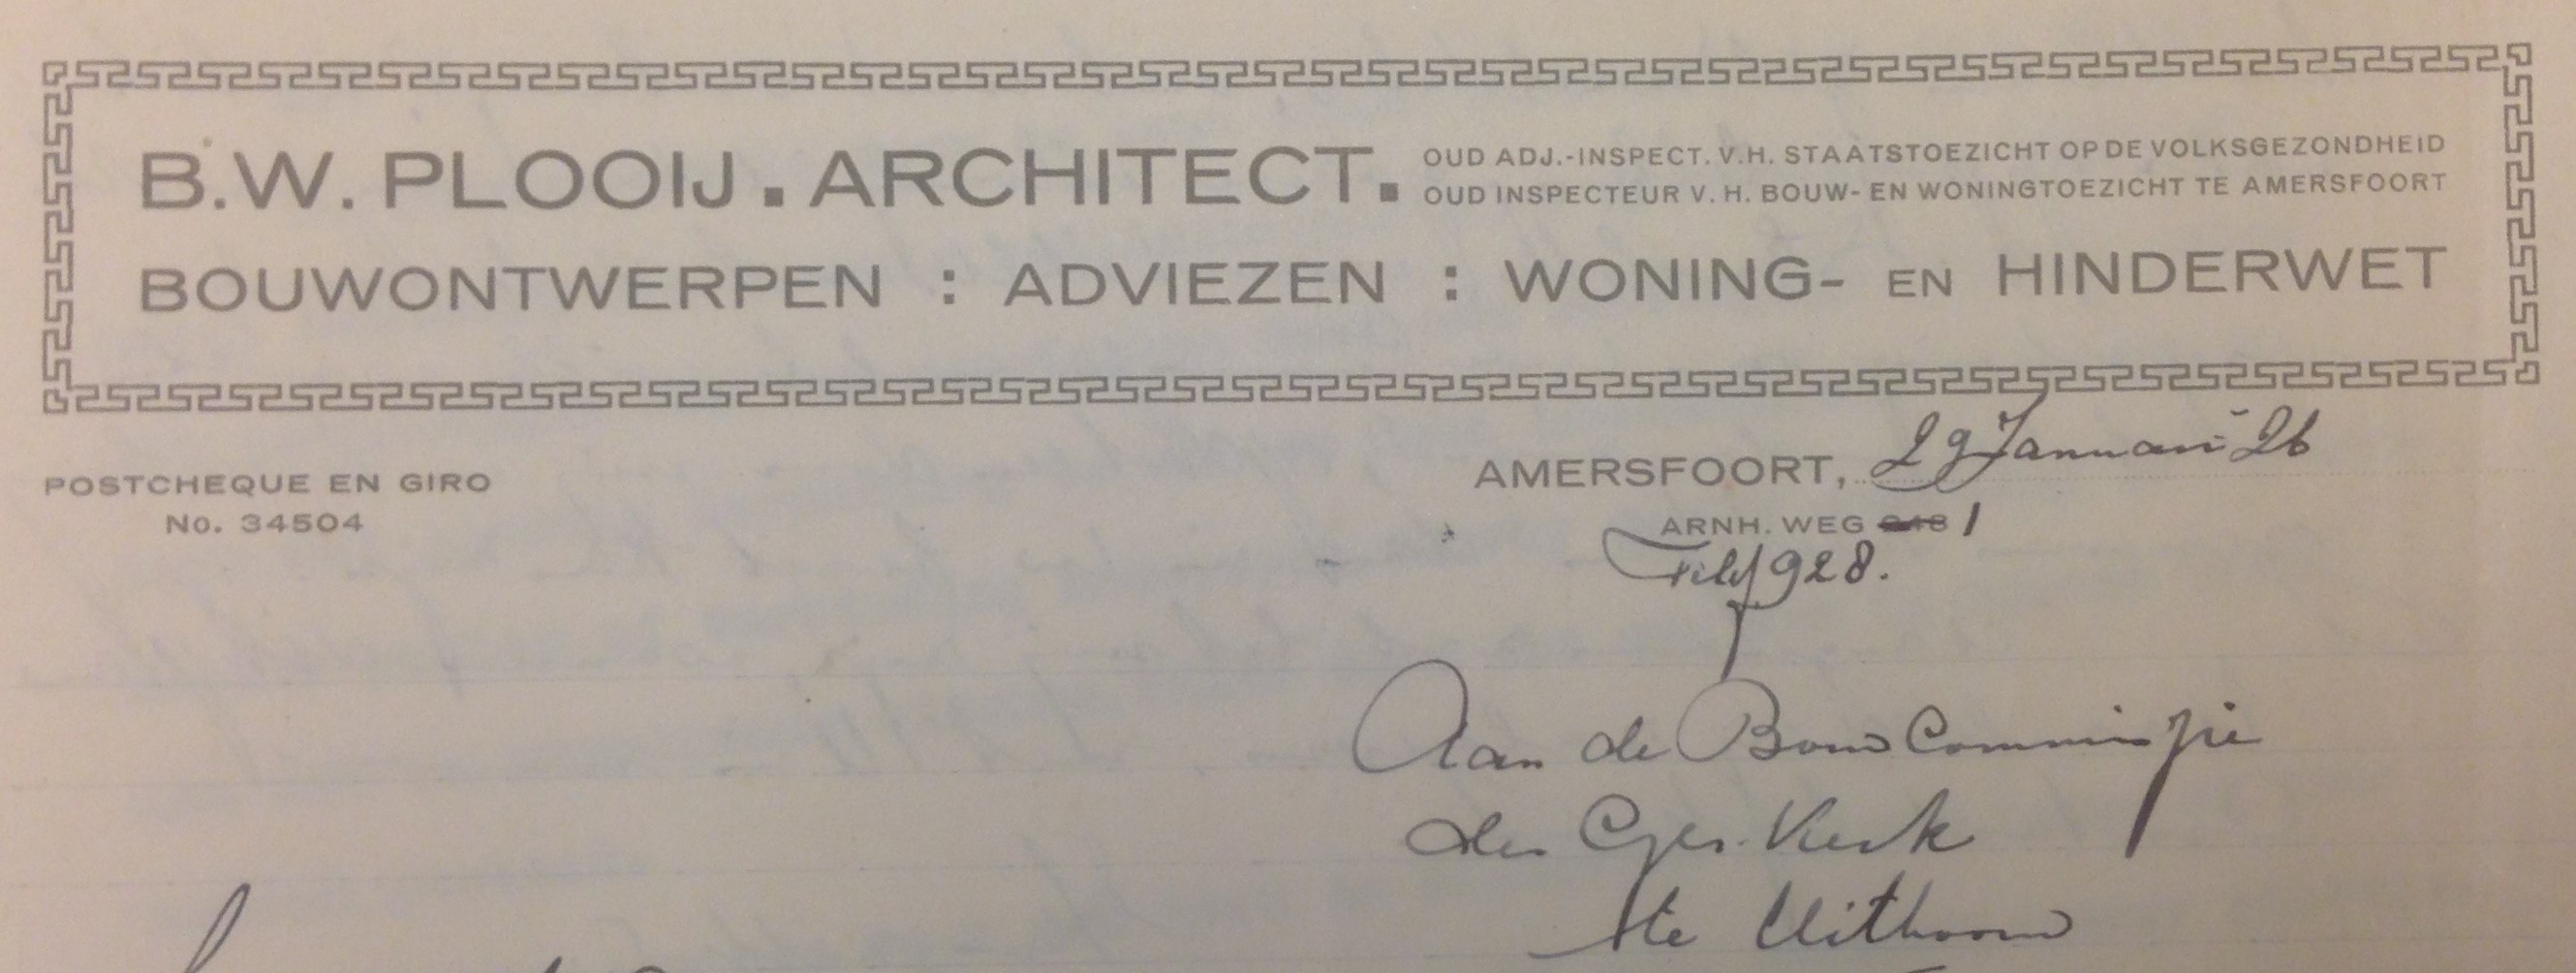 B.W. PLOOIJ. ARCHITECT.
OUD ADJ.-INSPECT. V.H. STAATSTOEZICHT OP DE VOLKSGEZONDHEID
OUD INSPECTEUR V. H. BOUW- EN WONINGTOEZICHT TE AMERSFOORT
BOUWONTWERPEN : ADVIEZEN : WONING- EN HINDERWET
POSTCHEQUE EN GIRO
No. 34504
AMERSFOORT, 29 Januari '26
ARNH. WEG 1
Telef 928.
Aan de Bouw Commissie
der Ger. Kerk
te Uithoorn